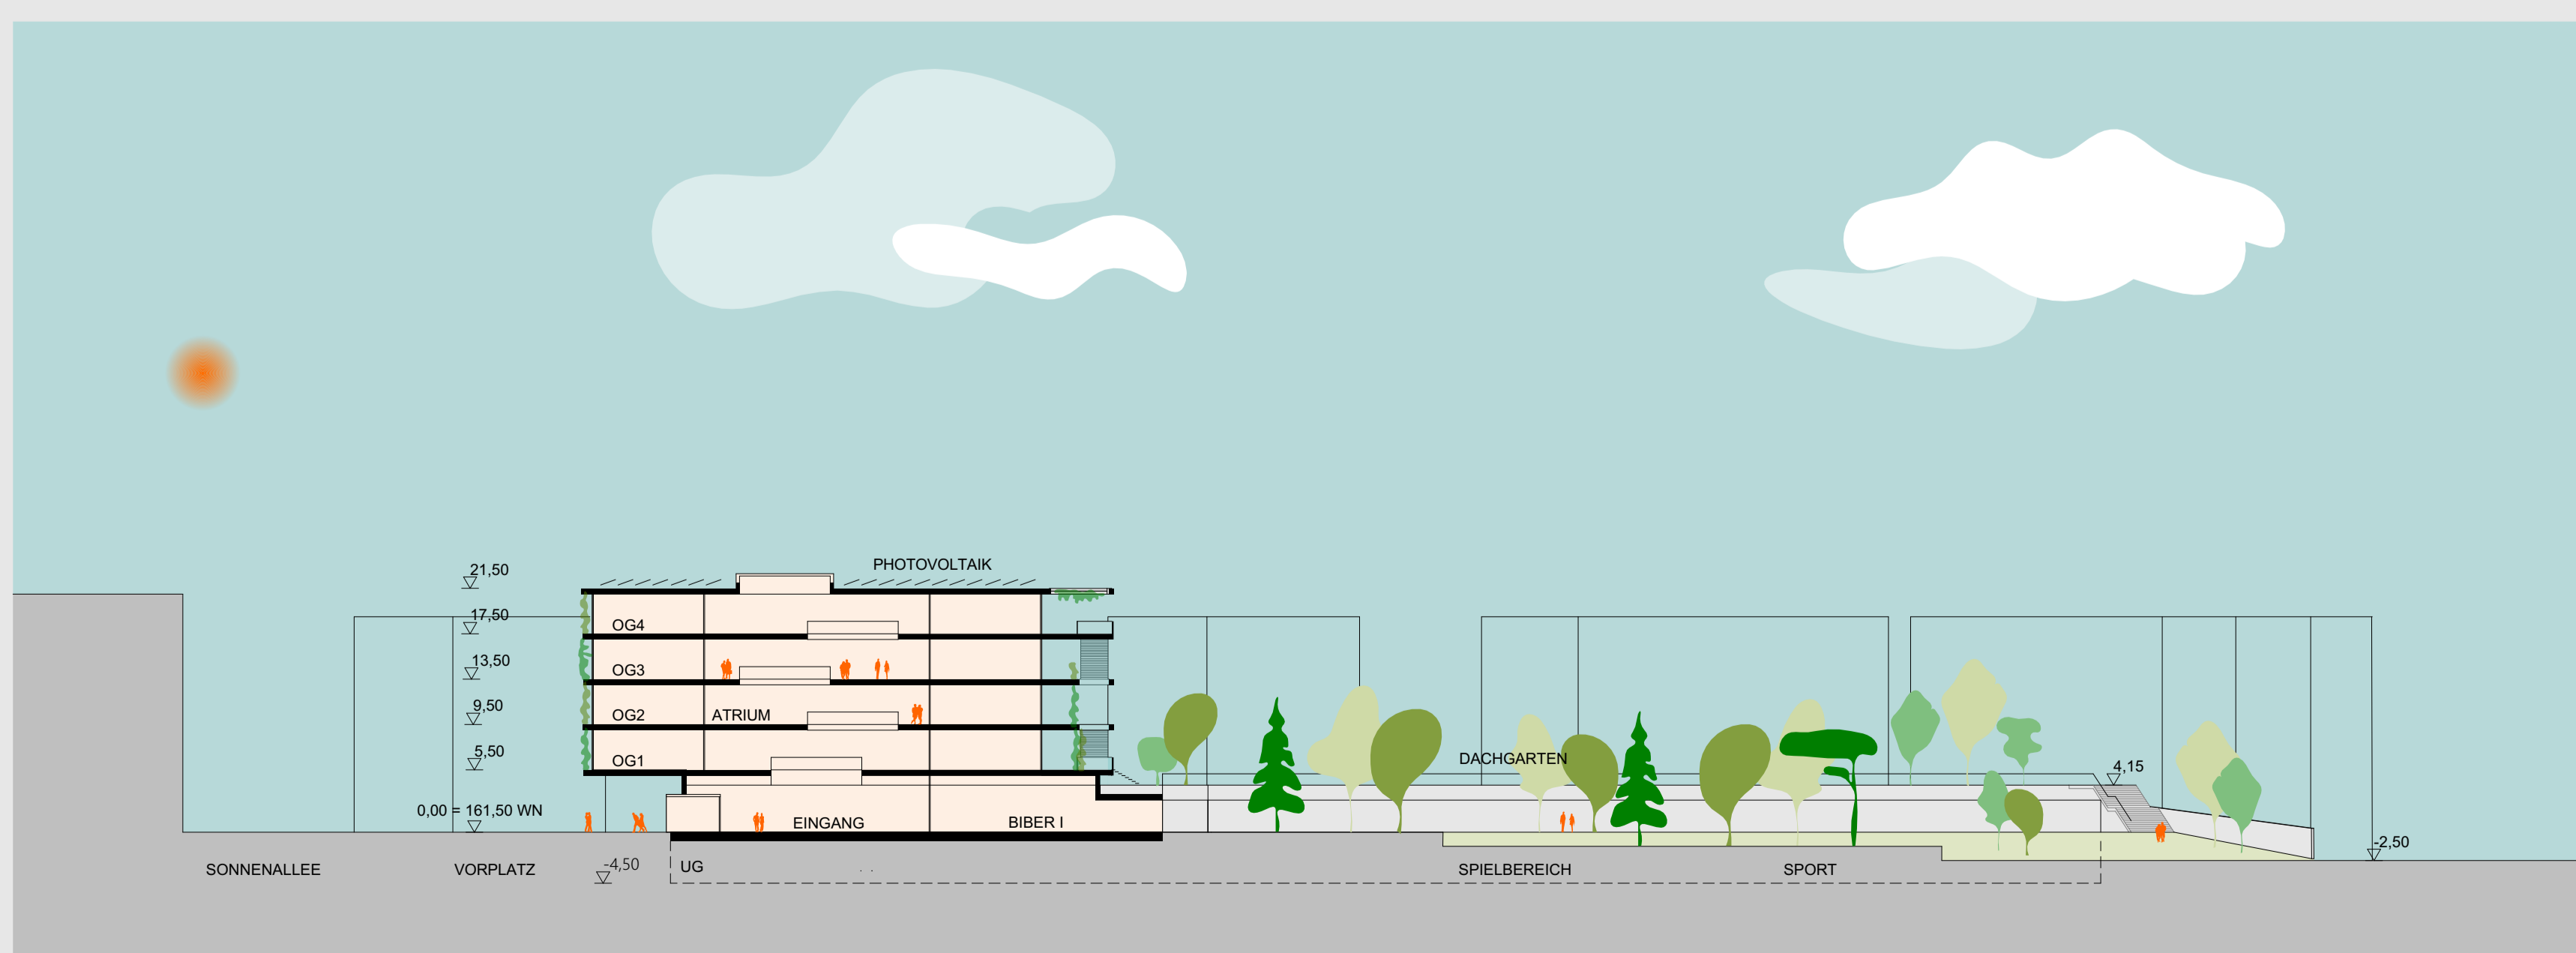 PHOTOVOLTAIK
21,50
17,50
OG4
13,50
OG3
9,50
OG2
ATRIUM
5,50
OG1
DACHGARTEN
4,15
0,00 = 161,50 WN
EINGANG
BIBER I
-2,50
SONNENALLEE
VORPLATZ
-4,50
UG
SPIELBEREICH
SPORT